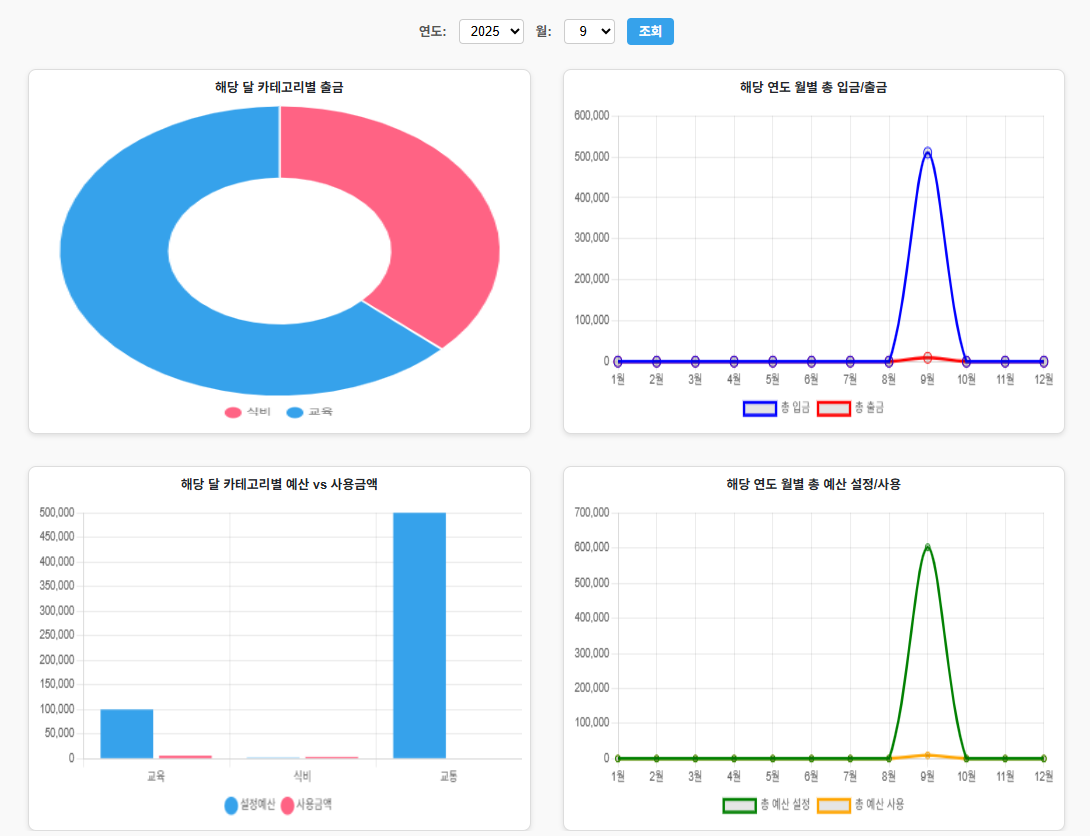 연도: 2025 월: 9 조회
해당 달 카테고리별 출금
식비 교육
해당 연도 월별 총 입금/출금
600,000
500,000
400,000
300,000
200,000
100,000
0
1월 2월 3월 4월 5월 6월 7월 8월 9월 10월 11월 12월
총 입금 총 출금
해당 달 카테고리별 예산 vs 사용금액
500,000
450,000
400,000
350,000
300,000
250,000
200,000
150,000
100,000
50,000
0
교육 식비 교통
설정예산 사용금액
해당 연도 월별 총 예산 설정/사용
700,000
600,000
500,000
400,000
300,000
200,000
100,000
0
1월 2월 3월 4월 5월 6월 7월 8월 9월 10월 11월 12월
총 예산 설정 총 예산 사용